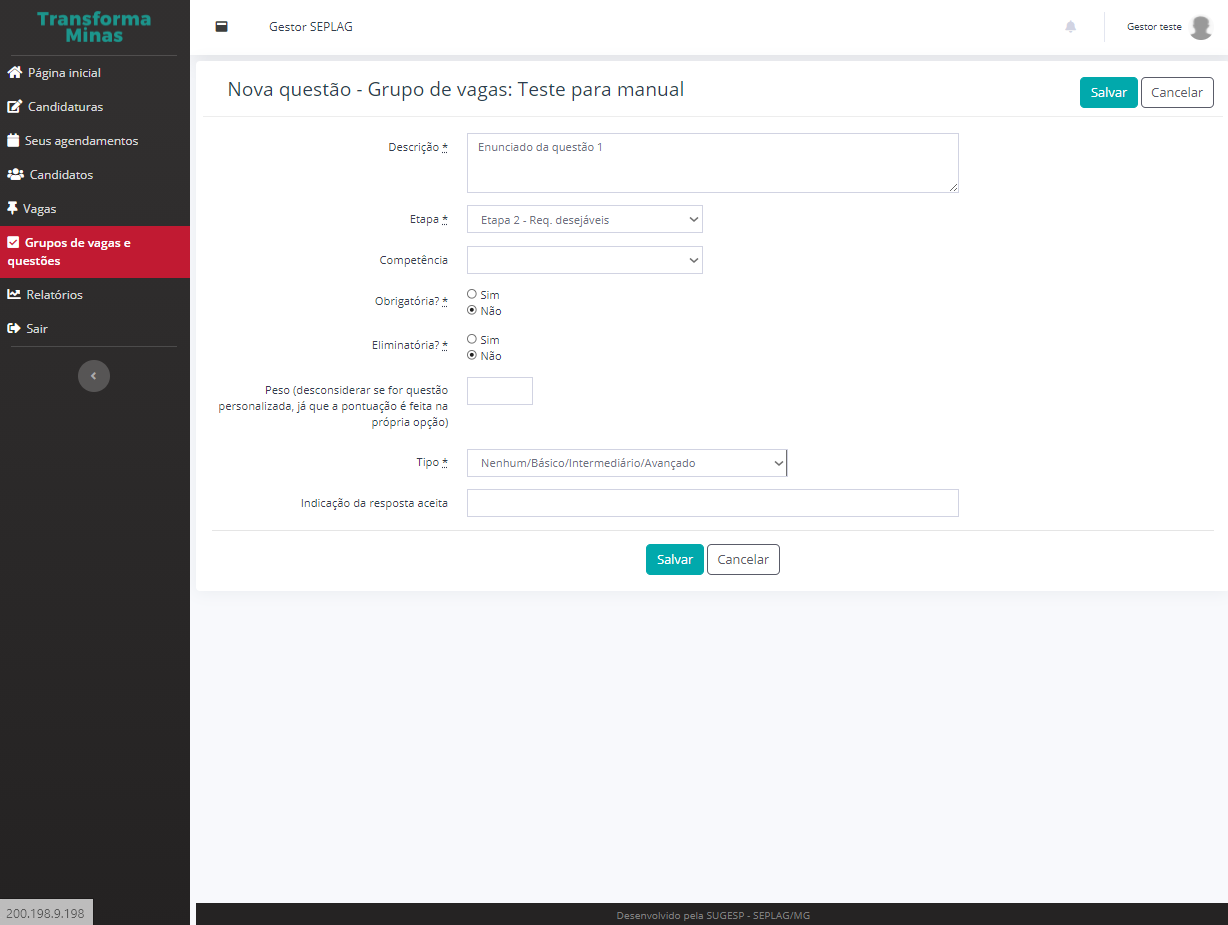 Transforma
Minas
Gestor SEPLAG
Gestor teste
Página inicial
Candidaturas
Seus agendamentos
Candidatos
Vagas
Grupos de vagas e
questões
Relatórios
Sair
Nova questão - Grupo de vagas: Teste para manual
Salvar
Cancelar
Descrição *
Enunciado da questão 1
Etapa *
Etapa 2 - Req. desejáveis
Competência
Obrigatória? *
Sim
Não
Eliminatória? *
Sim
Não
Peso (desconsiderar se for questão
personalizada, já que a pontuação é feita na
própria opção)
Tipo *
Nenhum/Básico/Intermediário/Avançado
Indicação da resposta aceita
Salvar
Cancelar
200.198.9.198
Desenvolvido pela SUGESP - SEPLAG/MG